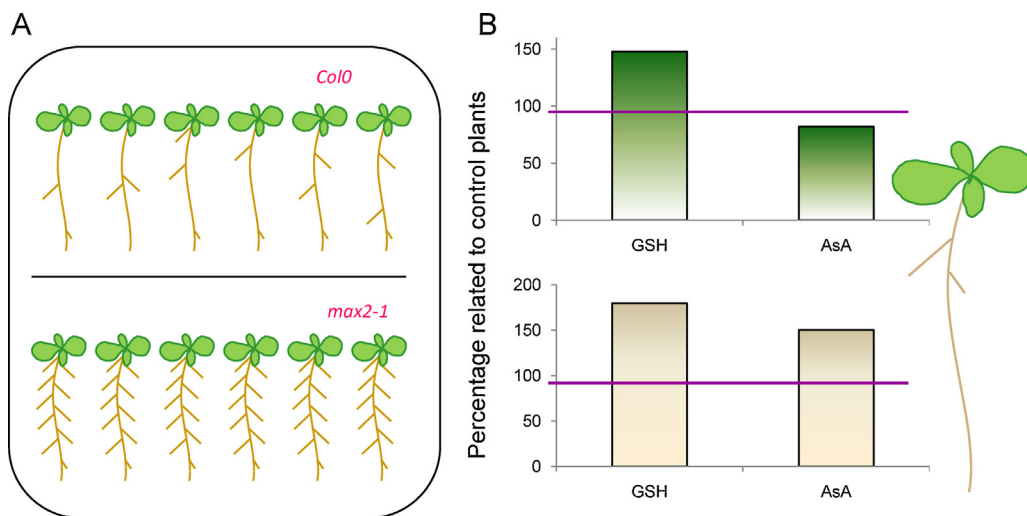 A
Col0
max2-1
B
Percentage related to control plants
150
100
50
0
GSH AsA
200
150
100
50
0
GSH AsA